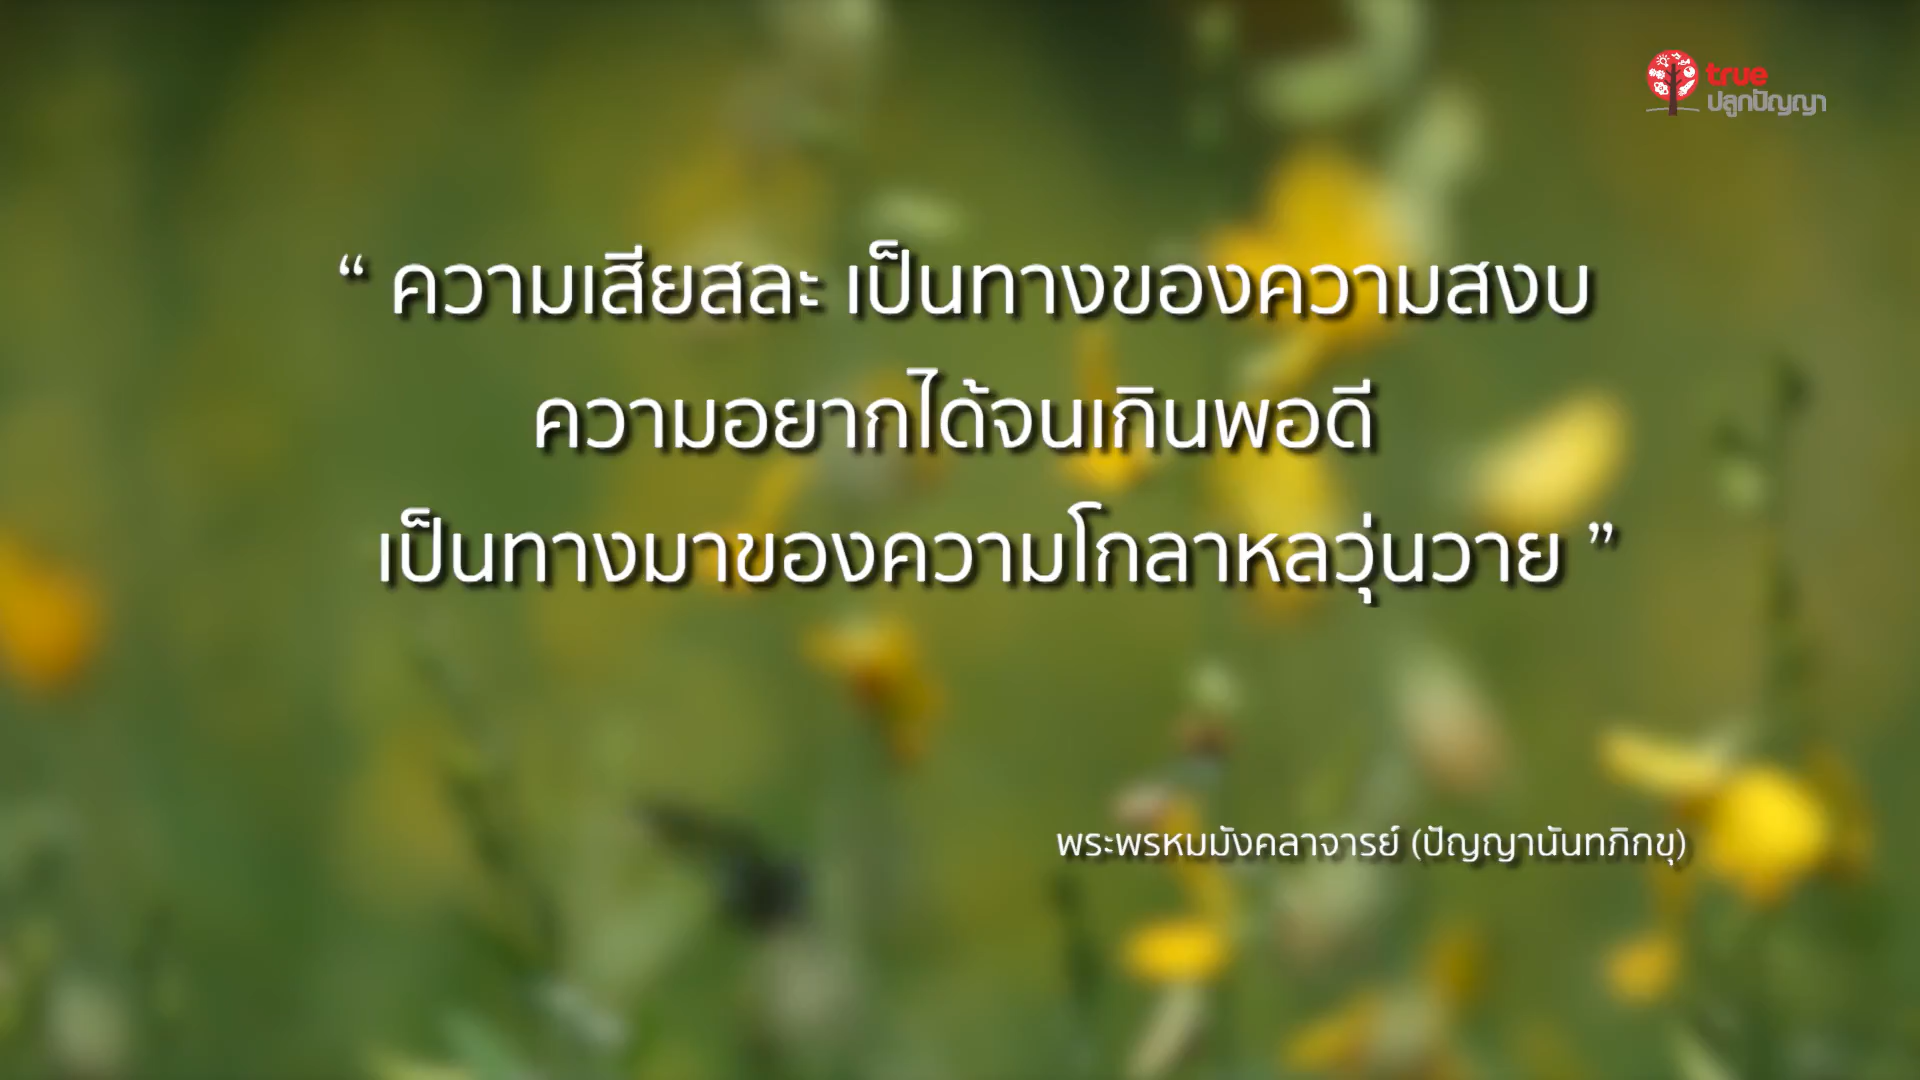 true
ปลูกปัญญา
“ ความเสียสละ เป็นทางของความสงบ
ความอยากได้จนเกินพอดี
เป็นทางมาของความโกลาหลวุ่นวาย ”
พระพรหมมังคลาจารย์ (ปัญญานันทภิกขุ)